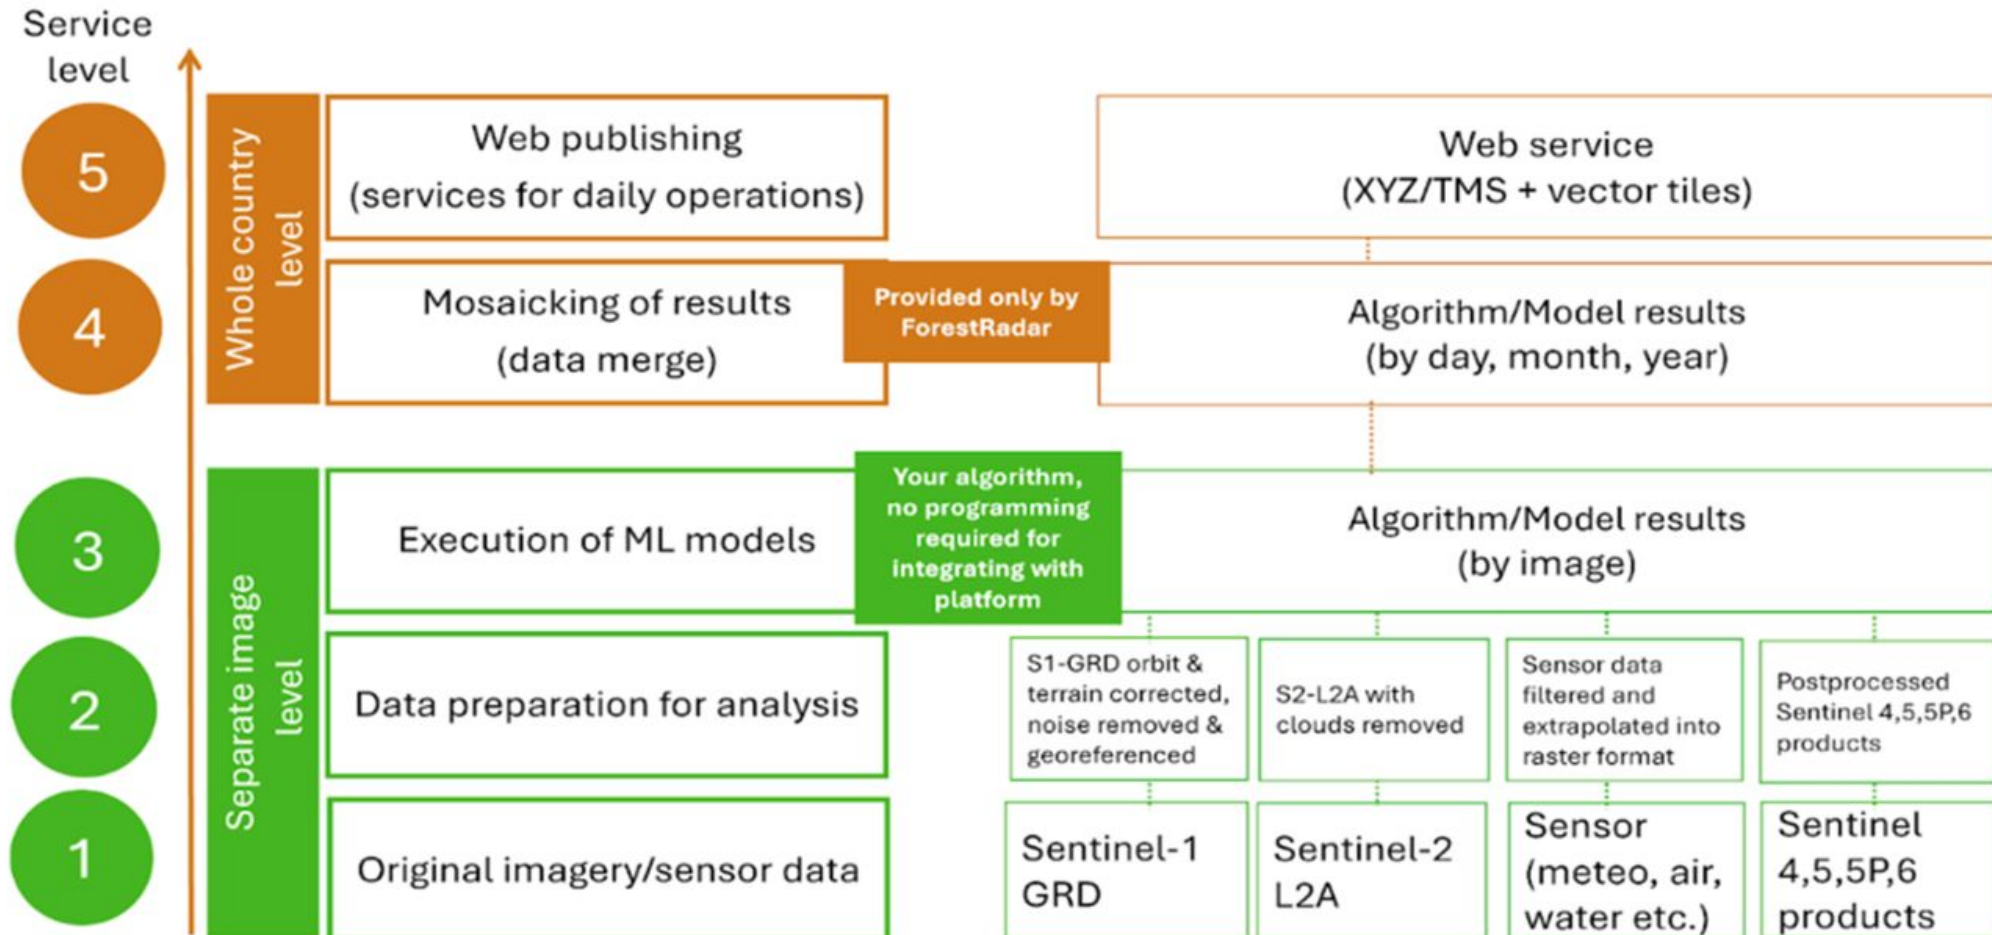 Service
level
5
Whole country
level
Web publishing
(services for daily operations)
Web service
(XYZ/TMS + vector tiles)
4
Mosaicking of results
(data merge)
Provided only by
ForestRadar
Algorithm/Model results
(by day, month, year)
3
Separate image
level
Execution of ML models
Your algorithm,
no programming
required for
integrating with
platform
Algorithm/Model results
(by image)
2
Data preparation for analysis
S1-GRD orbit &
terrain corrected,
noise removed &
georeferenced
S2-L2A with
clouds removed
Sensor data
filtered and
extrapolated into
raster format
Postprocessed
Sentinel 4,5,5P,6
products
1
Original imagery/sensor data
Sentinel-1
GRD
Sentinel-2
L2A
Sensor
(meteo, air,
water etc.)
Sentinel
4,5,5P,6
products